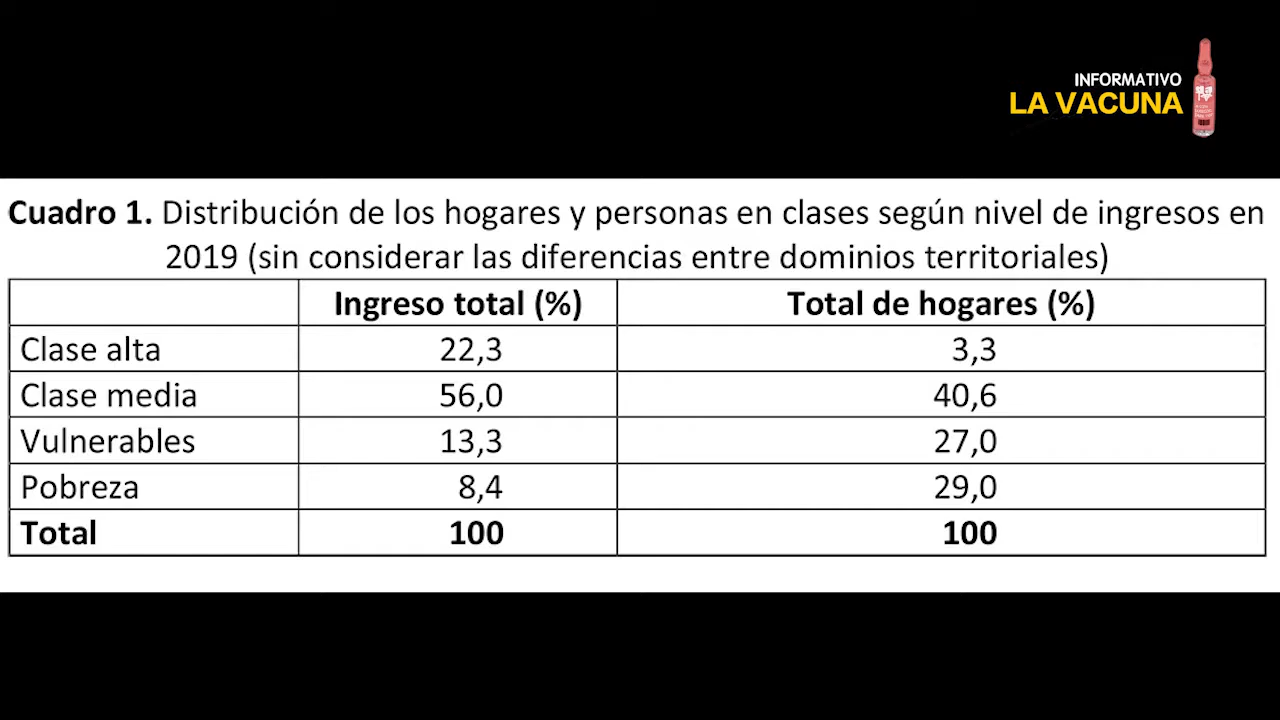 INFORMATIVO
LA VACUNA
Cuadro 1. Distribución de los hogares y personas en clases según nivel de ingresos en
2019 (sin considerar las diferencias entre dominios territoriales)
Ingreso total (%) Total de hogares (%)
Clase alta 22,3 3,3
Clase media 56,0 40,6
Vulnerables 13,3 27,0
Pobreza 8,4 29,0
Total 100 100